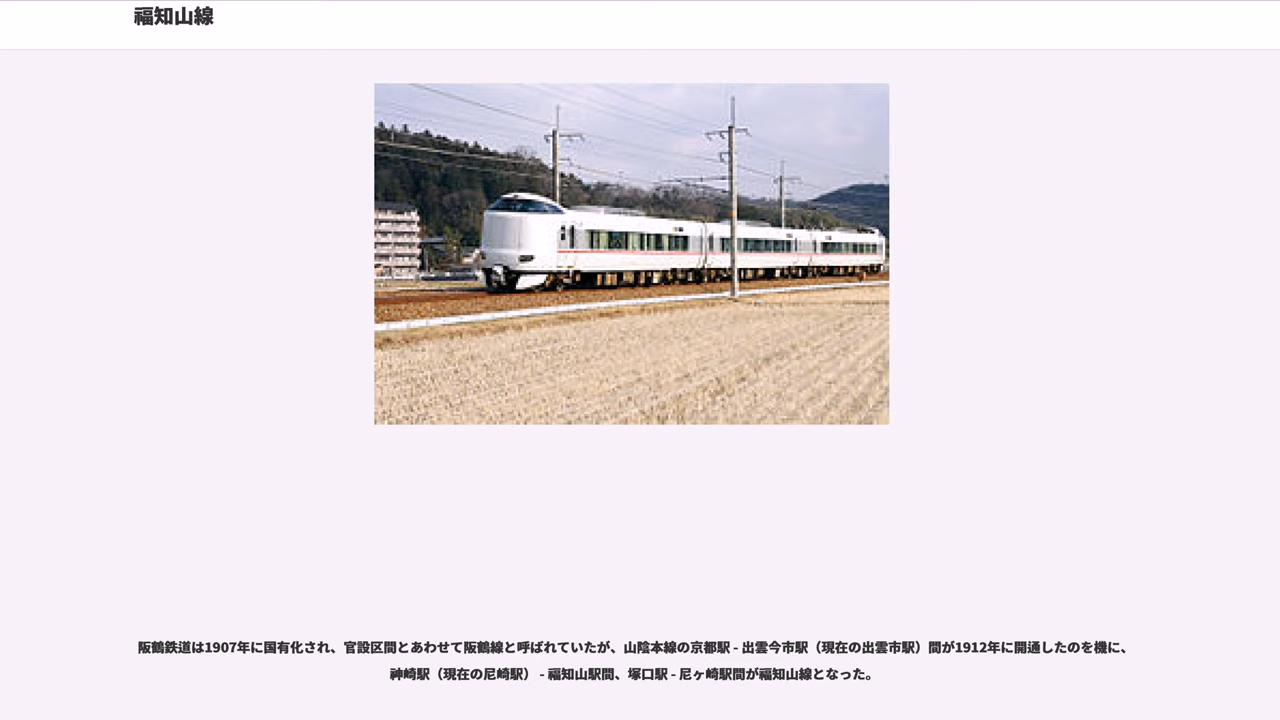 福知山線
阪鶴鉄道は1907年に国有化され、官設区間とあわせて阪鶴線と呼ばれていたが、山陰本線の京都駅 - 出雲今市駅（現在の出雲市駅）間が1912年に開通したのを機に、
神崎駅（現在の尼崎駅） - 福知山駅間、塚口駅 - 尼ヶ崎駅間が福知山線となった。